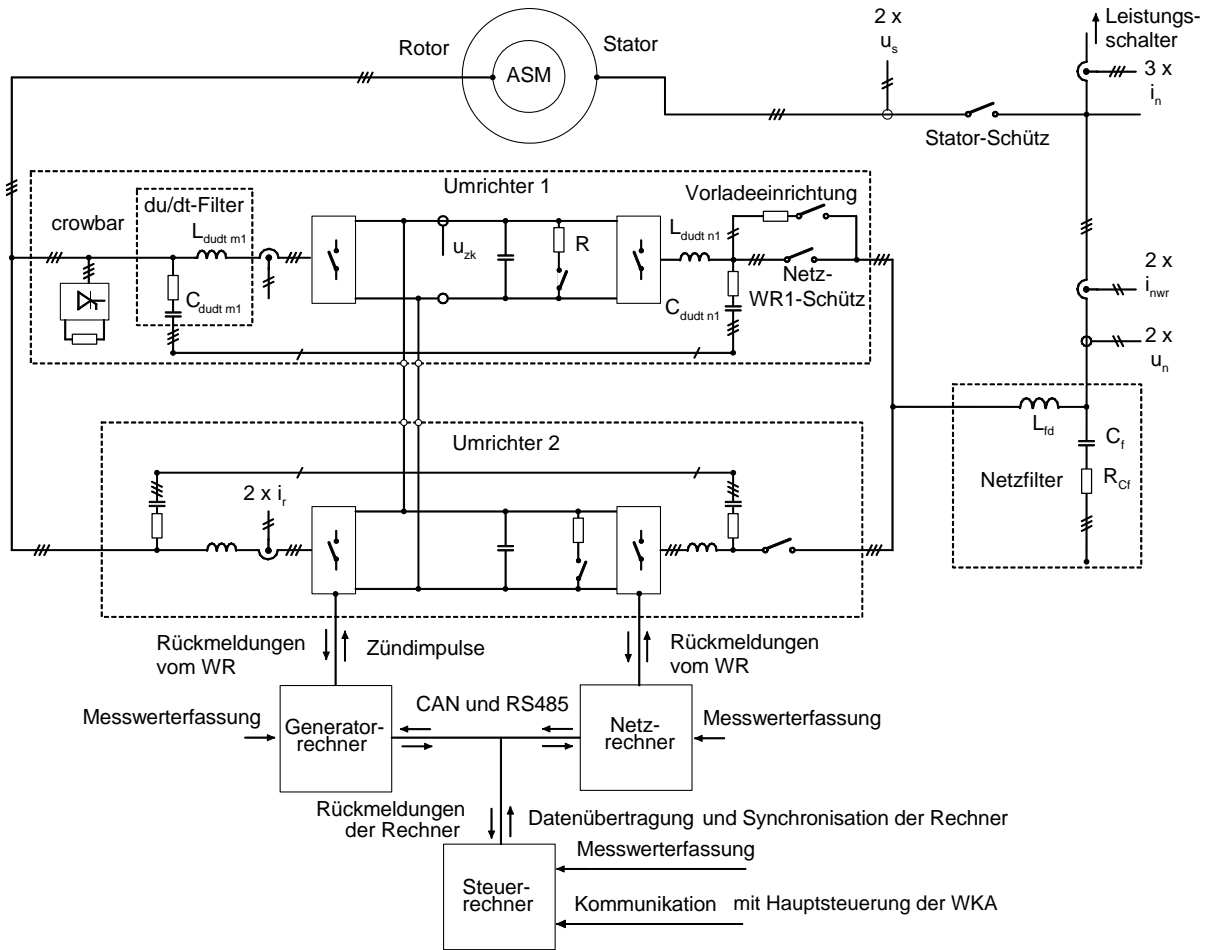 2 x
u_s
Leistungs-
schalter
Rotor
Stator
ASM
3 x
i_n
Stator-Schütz
Umrichter 1
Vorladeeinrichtung
du/dt-Filter
crowbar
L_dudt m1
L_dudt n1
u_zk
R
Netz-
WR1-Schütz
C_dudt m1
C_dudt n1
2 x
i_nwr
2 x
u_n
Umrichter 2
L_fd
C_f
Netzfilter
R_Cf
2 x i_r
Rückmeldungen
vom WR
Zündimpulse
Rückmeldungen
vom WR
CAN und RS485
Messwerterfassung
Generator-
rechner
Netz-
rechner
Messwerterfassung
Rückmeldungen
der Rechner
Datenübertragung und Synchronisation der Rechner
Messwerterfassung
Steuer-
rechner
Kommunikation mit Hauptsteuerung der WKA